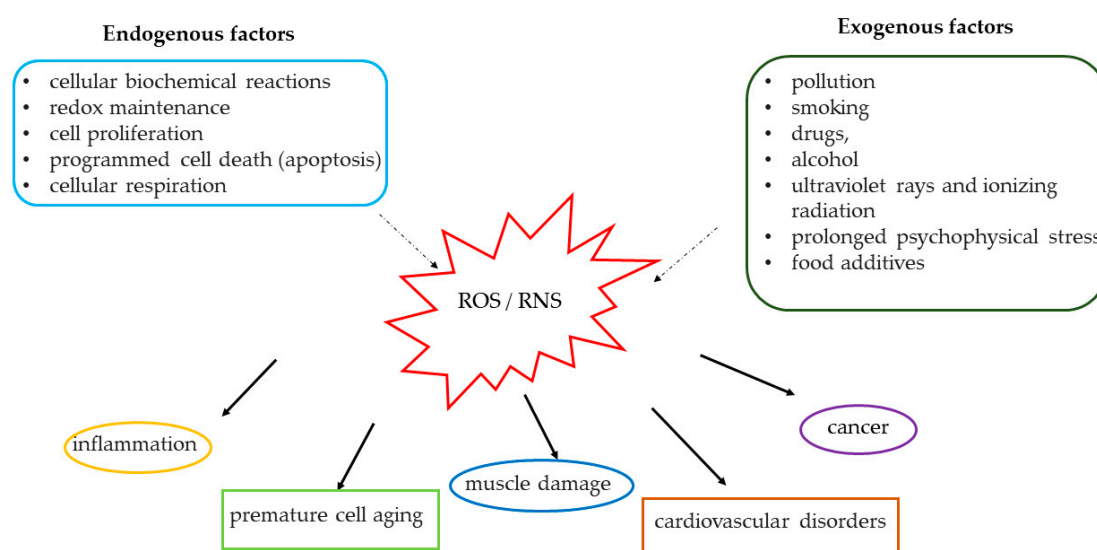 Endogenous factors
• cellular biochemical reactions
• redox maintenance
• cell proliferation
• programmed cell death (apoptosis)
• cellular respiration
Exogenous factors
• pollution
• smoking
• drugs,
• alcohol
• ultraviolet rays and ionizing
radiation
• prolonged psychophysical stress
• food additives
ROS / RNS
inflammation
premature cell aging
muscle damage
cardiovascular disorders
cancer